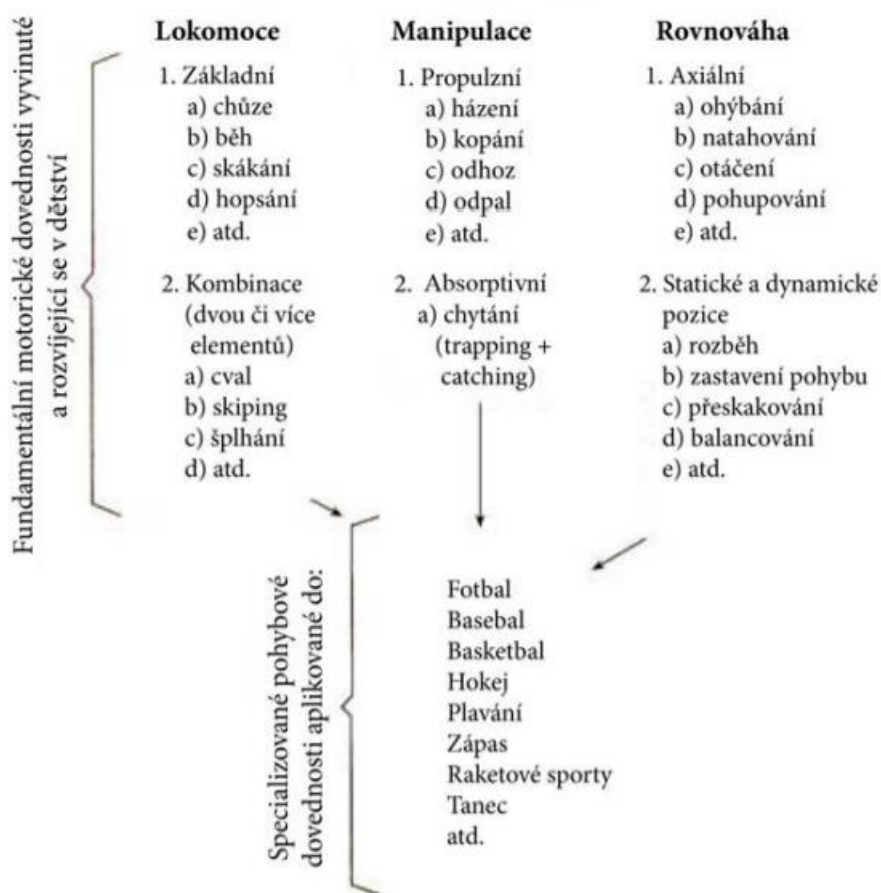 Fundamentální motorické dovednosti vyvinuté
a rozvíjející se v dětství
Lokomoce
1. Základní
a) chůze
b) běh
c) skákání
d) hopsání
e) atd.
2. Kombinace
(dvou či více
elementů)
a) cval
b) skiping
c) šplhání
d) atd.
Manipulace
1. Propulzní
a) házení
b) kopání
c) odhoz
d) odpal
e) atd.
2. Absorptivní
a) chytání
(trapping +
catching)
Rovnováha
1. Axiální
a) ohýbání
b) natahování
c) otáčení
d) pohupování
e) atd.
2. Statické a dynamické
pozice
a) rozběh
b) zastavení pohybu
c) přeskakování
d) balancování
e) atd.
Specializované pohybové
dovednosti aplikované do:
Fotbal
Basebal
Basketbal
Hokej
Plavání
Zápas
Raketové sporty
Tanec
atd.